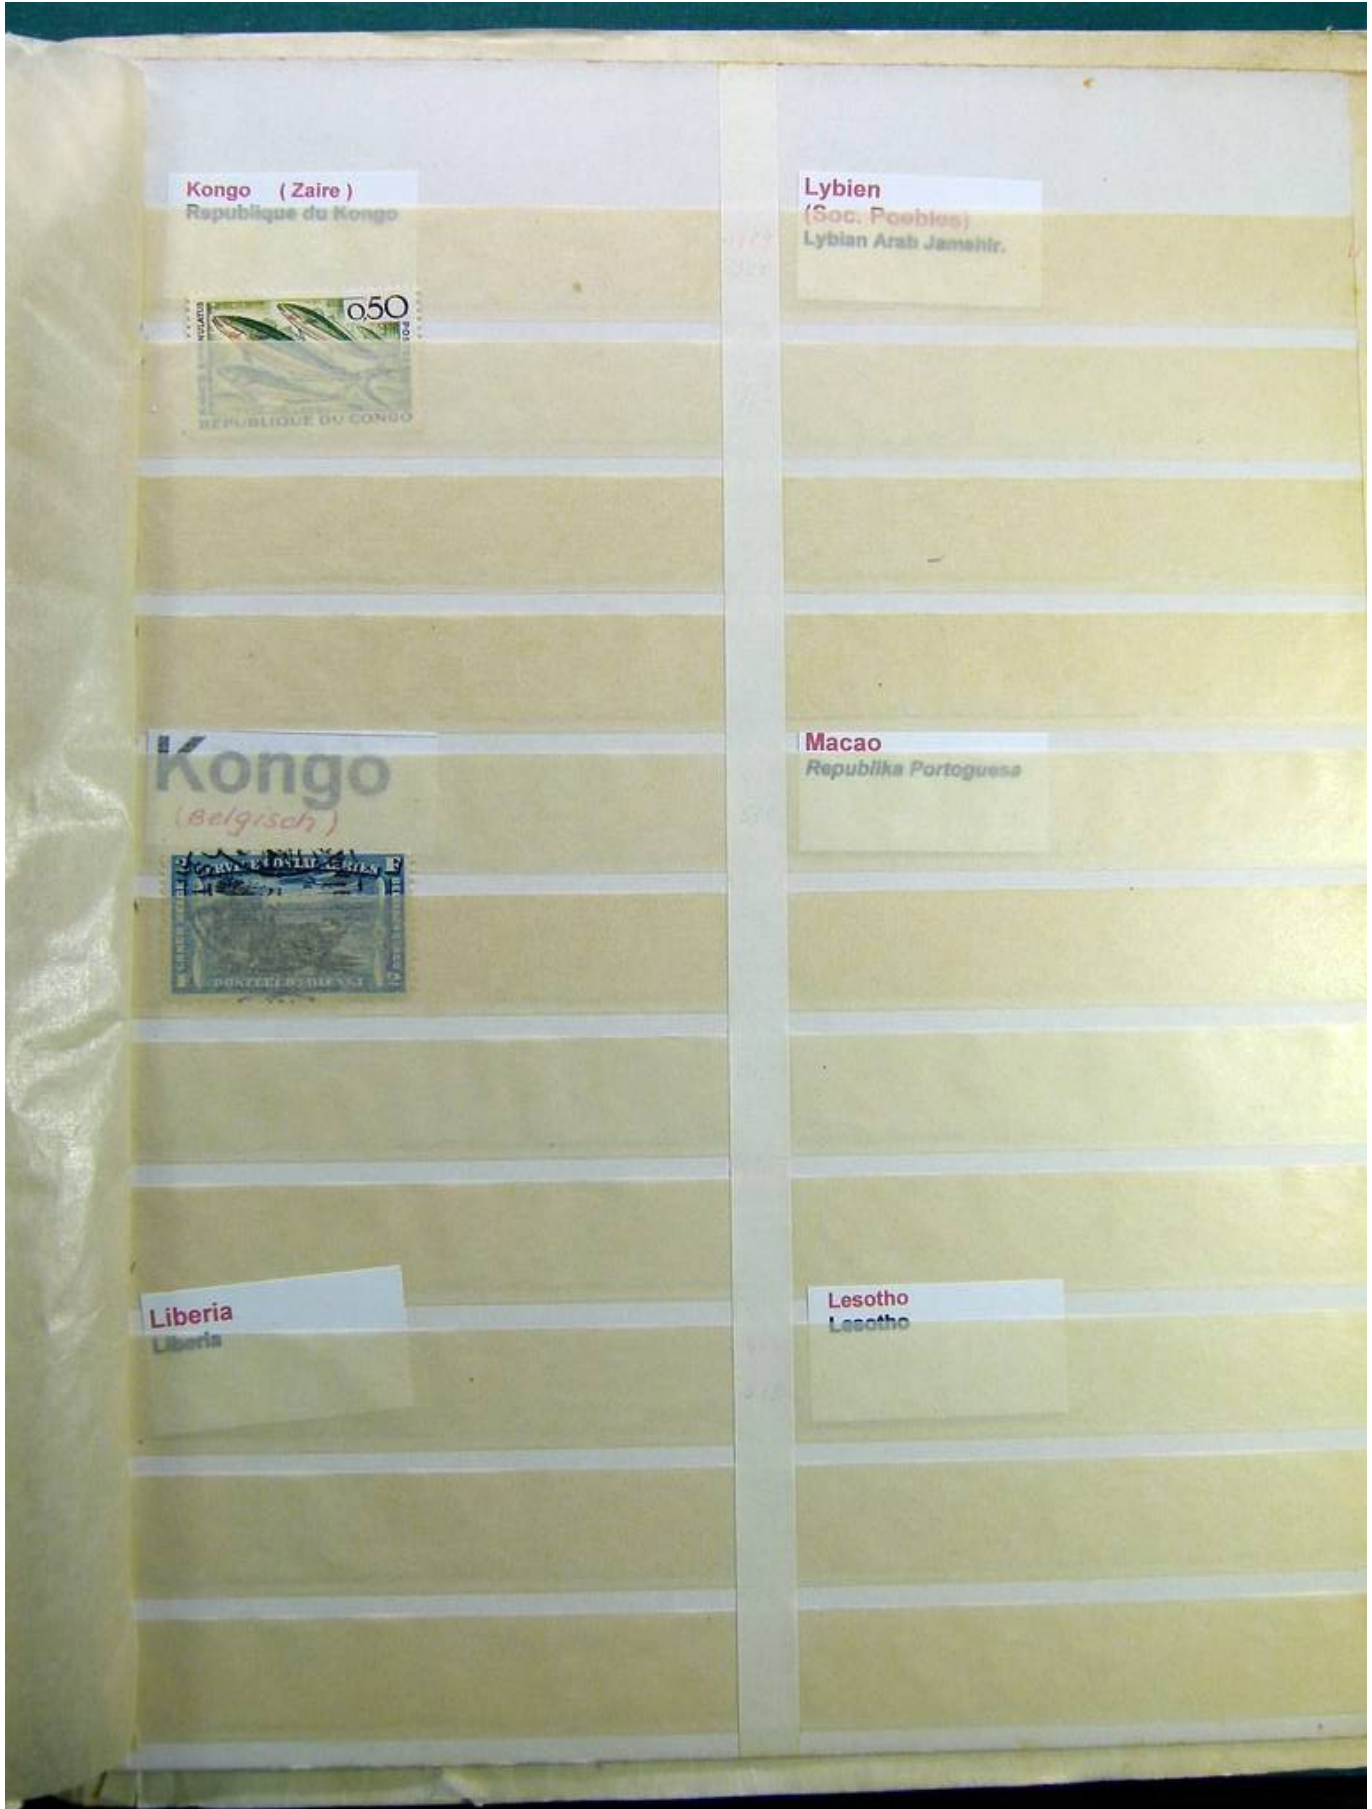 Kongo ( Zaire )
Republique du Kongo
0,50
REPUBLIQUE DU CONGO
Kongo
(Belgisch)
Liberia
Liberia
Lybien
(Soc. Poebles)
Lybian Arab Jamahir.
Macao
Republika Portoguesa
Lesotho
Lesotho